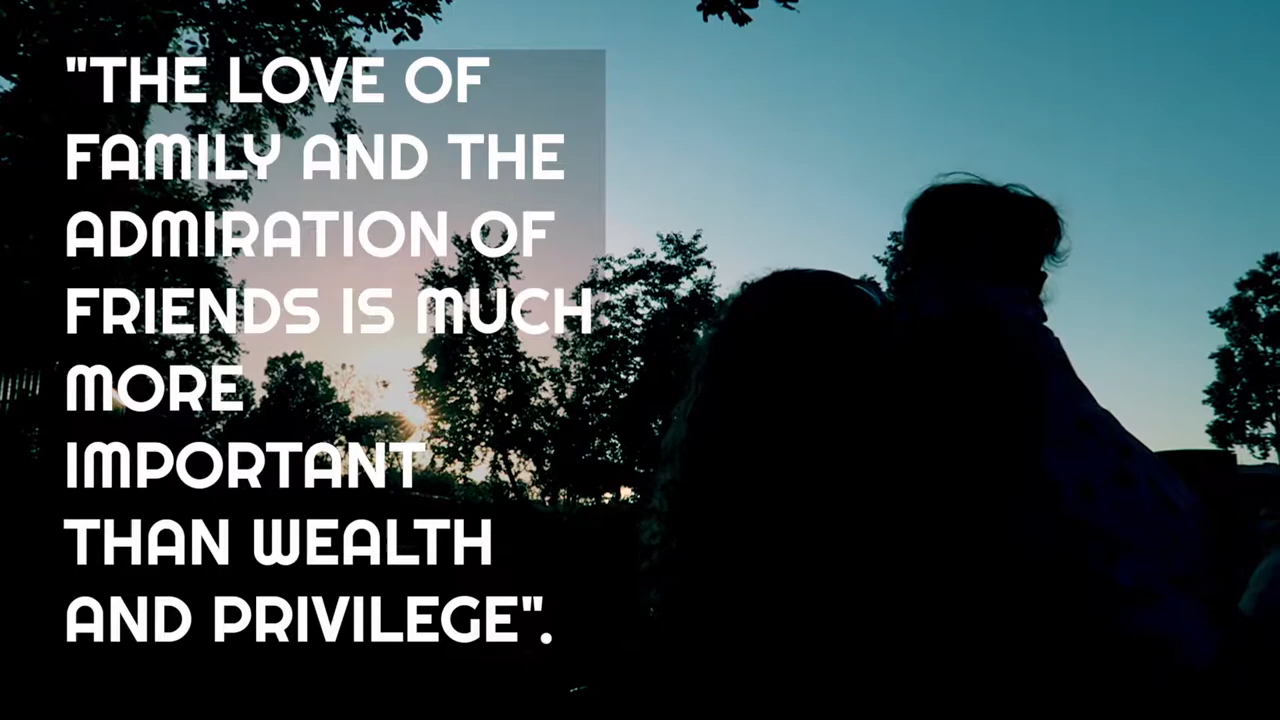 "THE LOVE OF
FAMILY AND THE
ADMIRATION OF
FRIENDS IS MUCH
MORE
IMPORTANT
THAN WEALTH
AND PRIVILEGE".